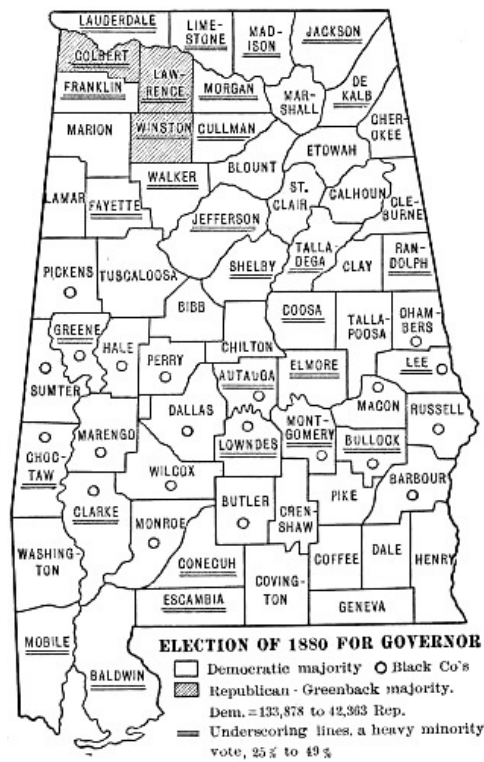 LAUDERDALE
LIME-
STONE
MAD-
ISON
JACKSON
COLBERT
LAW-
RENCE
FRANKLIN
MORGAN
MAR-
SHALL
DE
KALB
CHER-
OKEE
MARION
WINSTON
CULLMAN
ETOWAH
BLOUNT
WALKER
ST.
CLAIR
CALHOUN
CLE-
BURNE
LAMAR
FAYETTE
JEFFERSON
TALLA-
DEGA
RAN-
DOLPH
SHELBY
CLAY
PICKENS
TUSCALOOSA
BIBB
COOSA
TALLA-
POOSA
CHAM-
BERS
GREENE
HALE
PERRY
CHILTON
AUTAUGA
ELMORE
LEE
SUMTER
DALLAS
MACON
RUSSELL
MARENGO
LOWNDES
MONT-
GOMERY
BULLOCK
CHOC-
TAW
WILCOX
BARBOUR
CLARKE
BUTLER
PIKE
CREN-
SHAW
MONROE
WASHING-
TON
CONECUH
COVING-
TON
COFFEE
DALE
HENRY
ESCAMBIA
GENEVA
MOBILE
BALDWIN
ELECTION OF 1880 FOR GOVERNOR
Democratic majority O Black Co's
Republican - Greenback majority.
Dem. = 133,878 to 42,363 Rep.
Underscoring lines, a heavy minority
vote, 25% to 49%